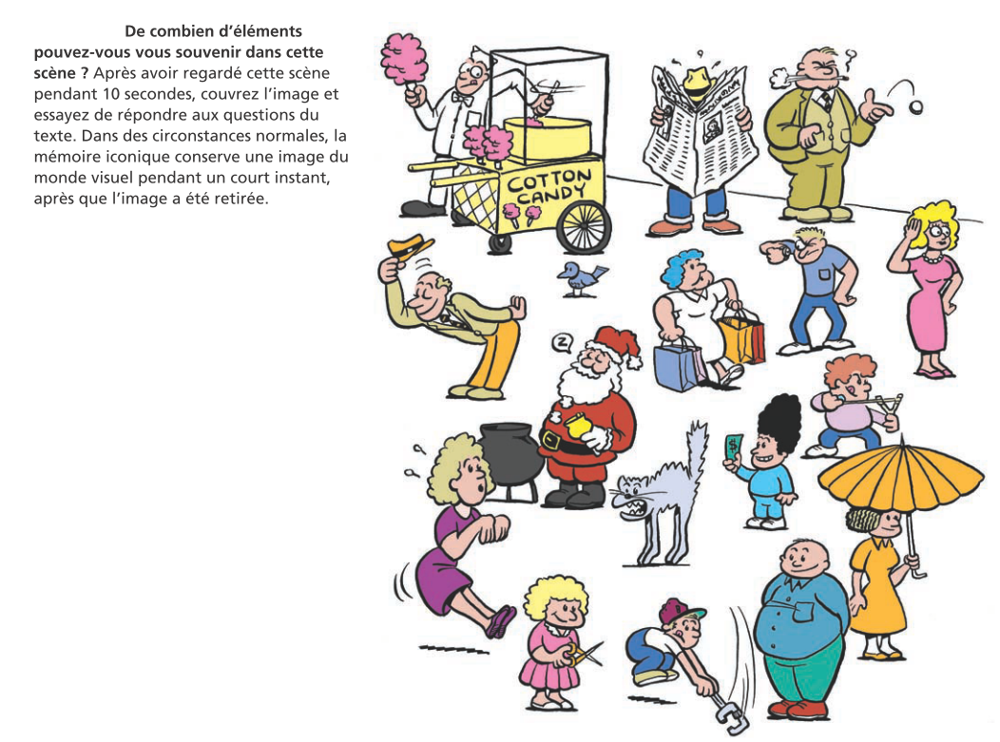 De combien d’éléments
pouvez-vous vous souvenir dans cette
scène ? Après avoir regardé cette scène
pendant 10 secondes, couvrez l’image et
essayez de répondre aux questions du
texte. Dans des circonstances normales, la
mémoire iconique conserve une image du
monde visuel pendant un court instant,
après que l’image a été retirée.
COTTON
CANDY
Z
$